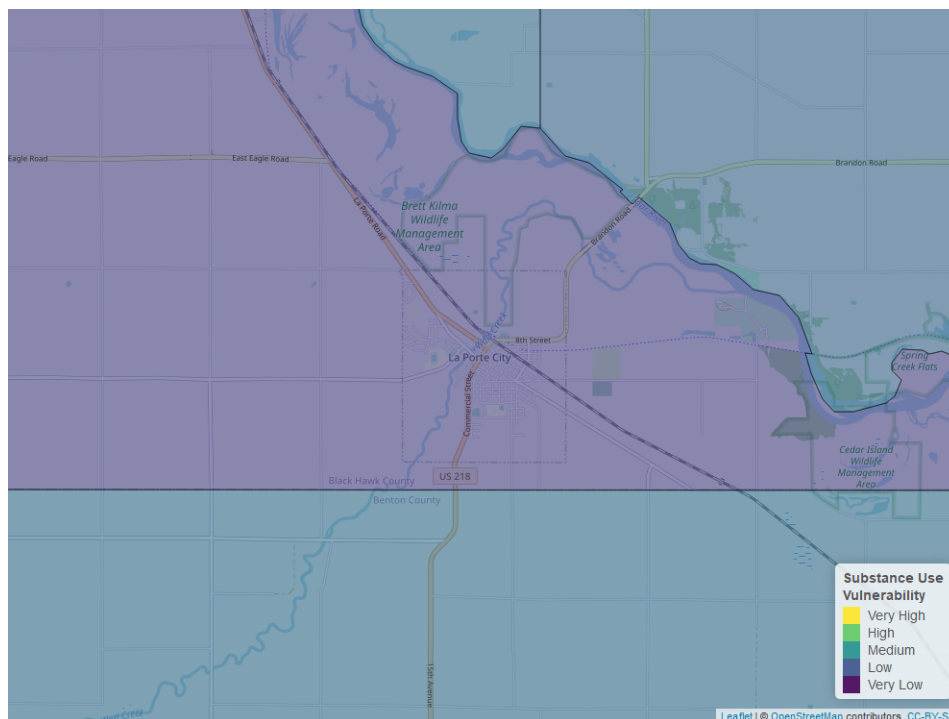 Eagle Road
East Eagle Road
La Porte Road
Brett Kilma
Wildlife
Management
Area
Brandon Road
Brandon Road
8th Street
La Porte City
Commercial Street
US 218
Spring
Creek Flats
Cedar Island
Wildlife
Management
Area
Black Hawk County
Benton County
15th Avenue
Substance Use
Vulnerability
Very High
High
Medium
Low
Very Low
Leaflet | © OpenStreetMap contributors, CC-BY-S